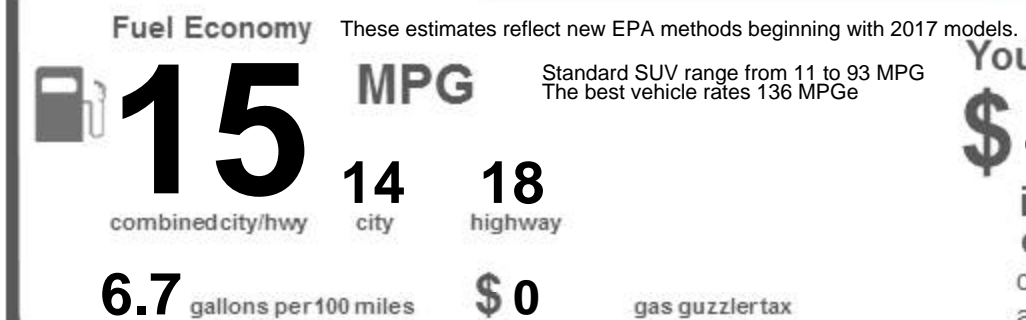 Fuel Economy These estimates reflect new EPA methods beginning with 2017 models.
15 MPG
Standard SUV range from 11 to 93 MPG
The best vehicle rates 136 MPGe
$
14 18
combined city/hwy city highway
6.7 gallons per 100 miles $ 0 gas guzzler tax